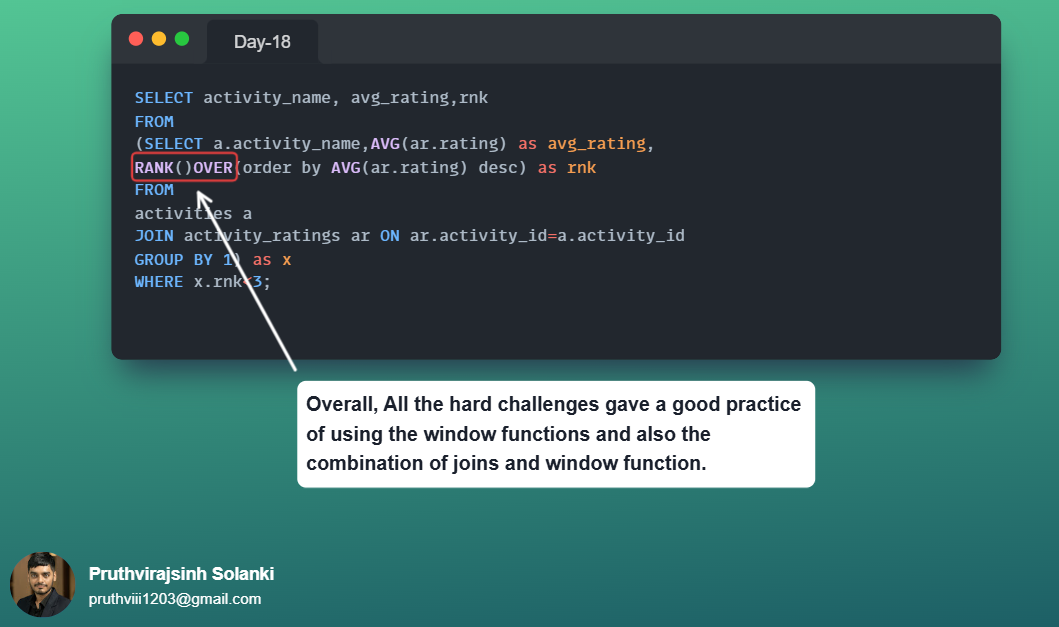 Day-18
SELECT activity_name, avg_rating,rnk
FROM
(SELECT a.activity_name,AVG(ar.rating) as avg_rating,
RANK()OVER(order by AVG(ar.rating) desc) as rnk
FROM
activities a
JOIN activity_ratings ar ON ar.activity_id=a.activity_id
GROUP BY 1) as x
WHERE x.rnk<3;
Overall, All the hard challenges gave a good practice
of using the window functions and also the
combination of joins and window function.
Pruthvirajsinh Solanki
pruthviii1203@gmail.com